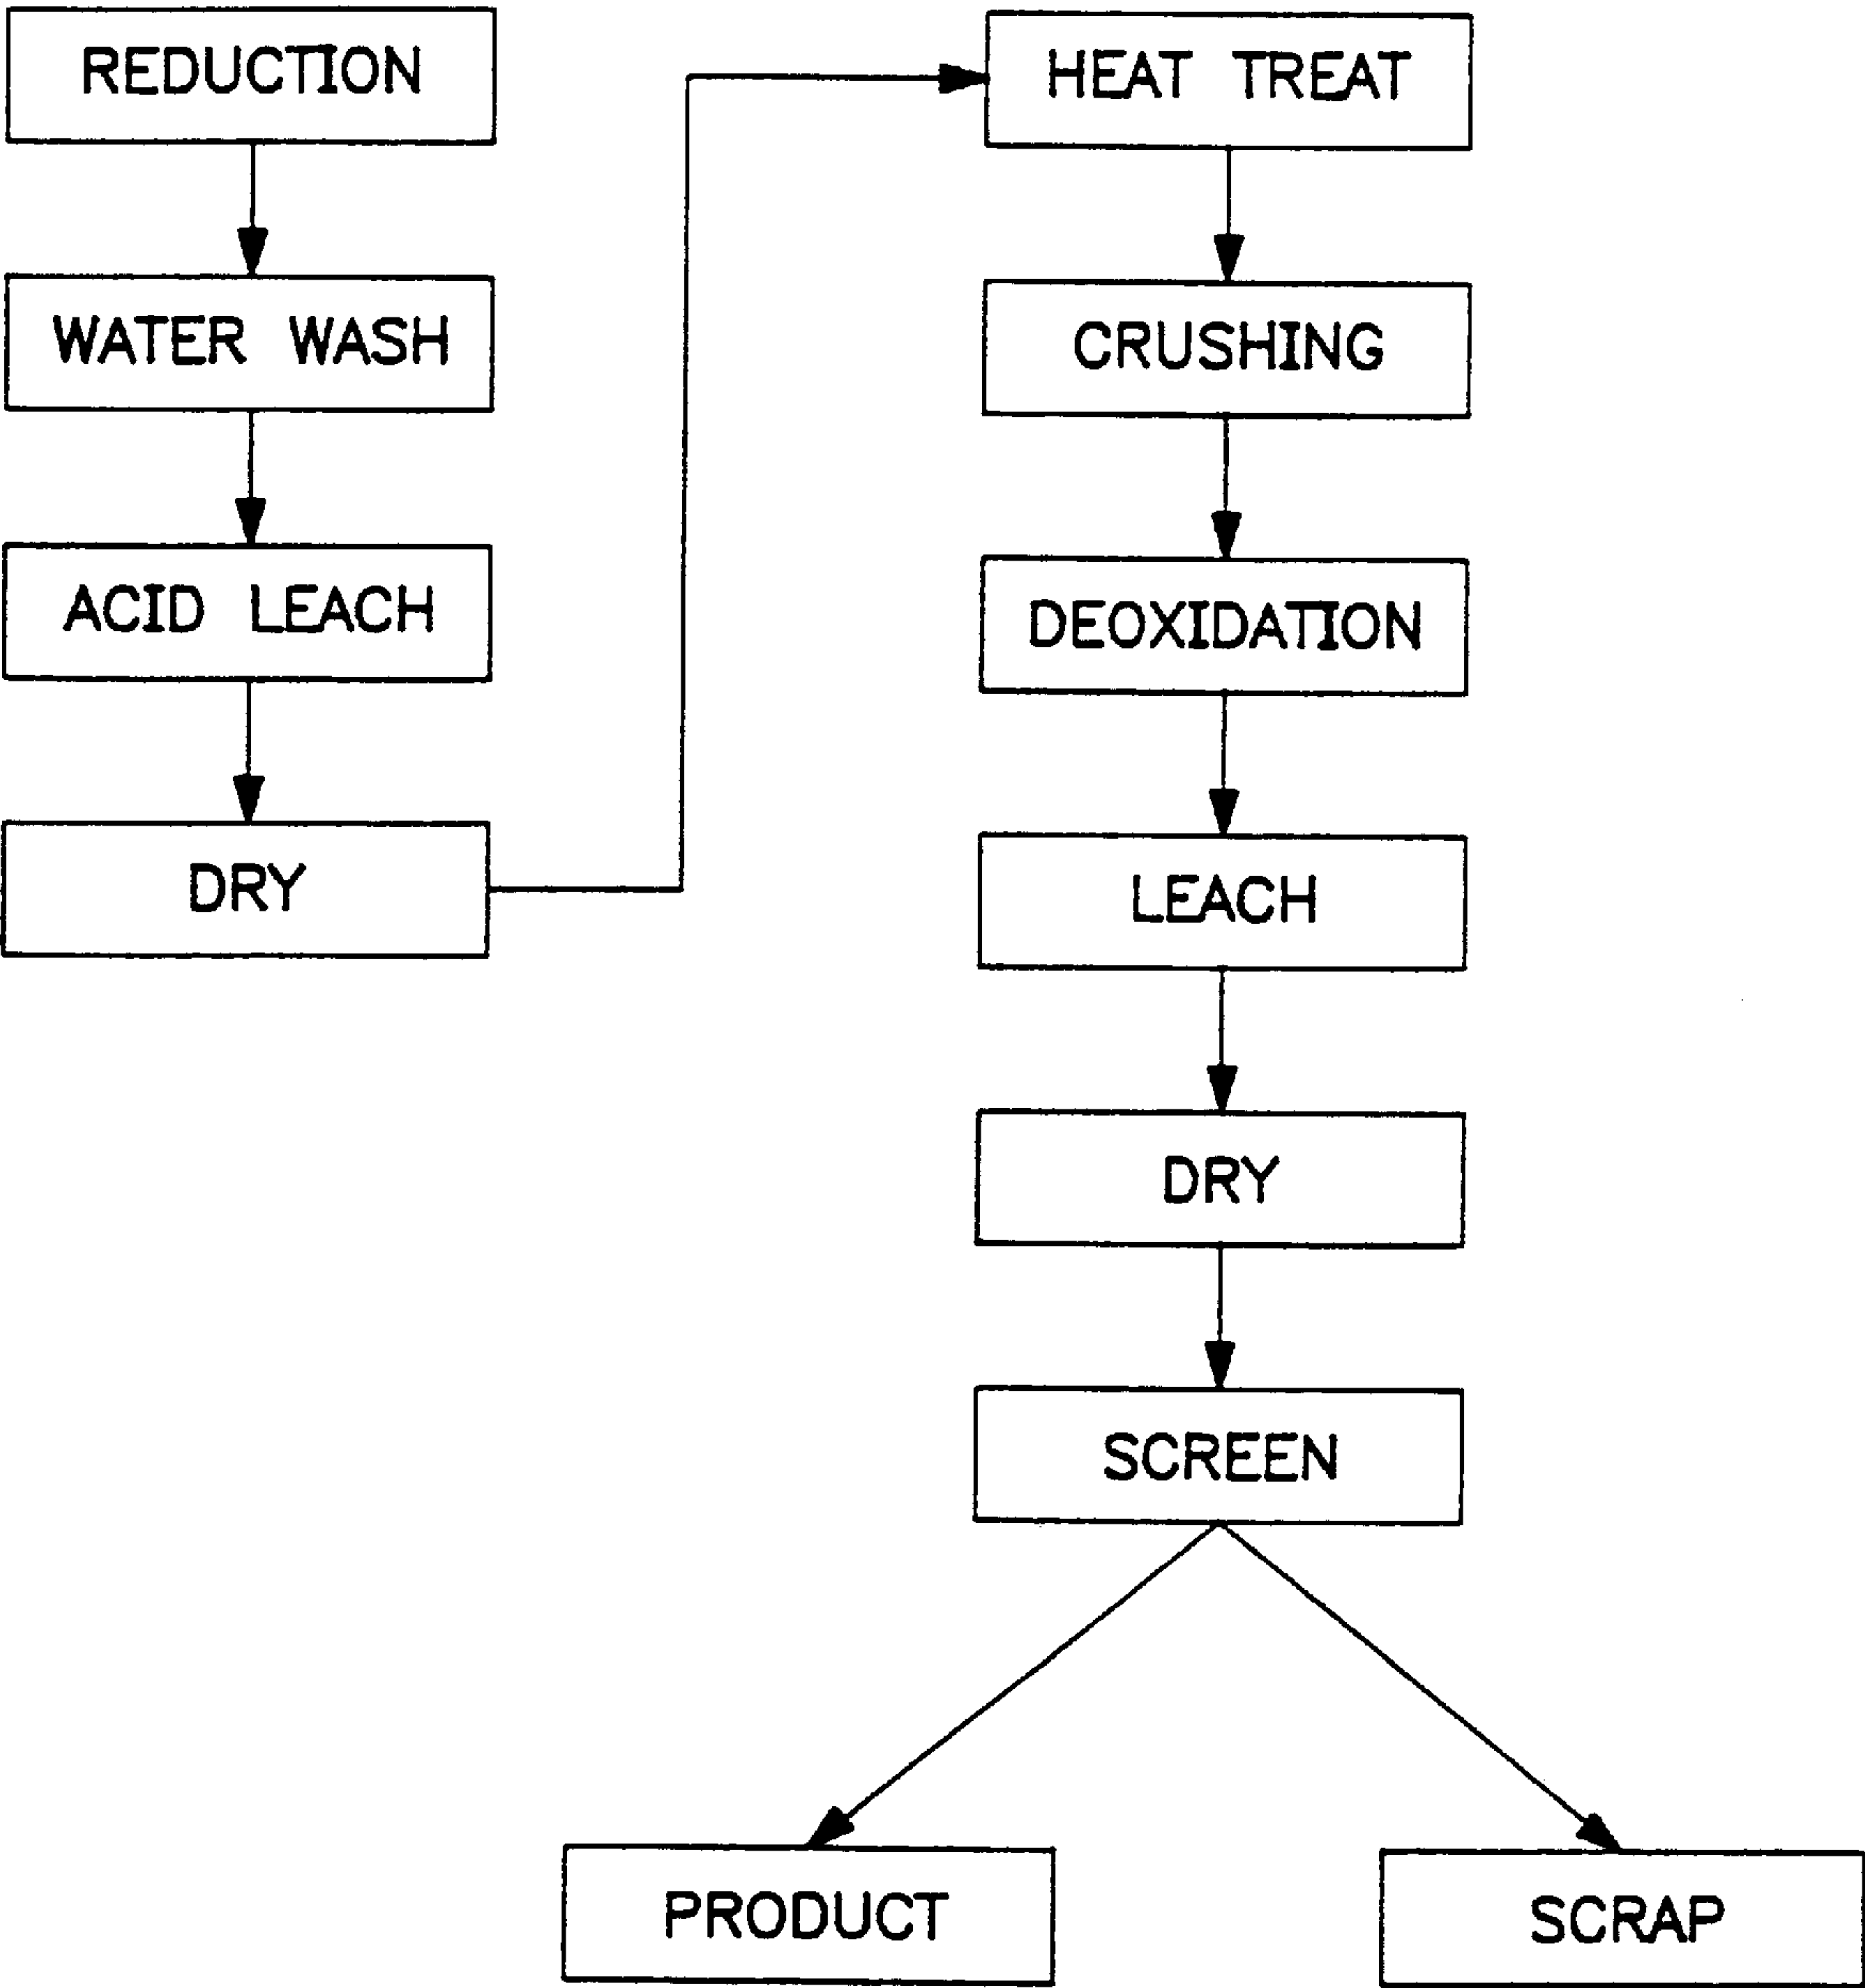 REDUCTION
WATER WASH
ACID LEACH
DRY
HEAT TREAT
CRUSHING
DEOXIDATION
LEACH
DRY
SCREEN
PRODUCT
SCRAP